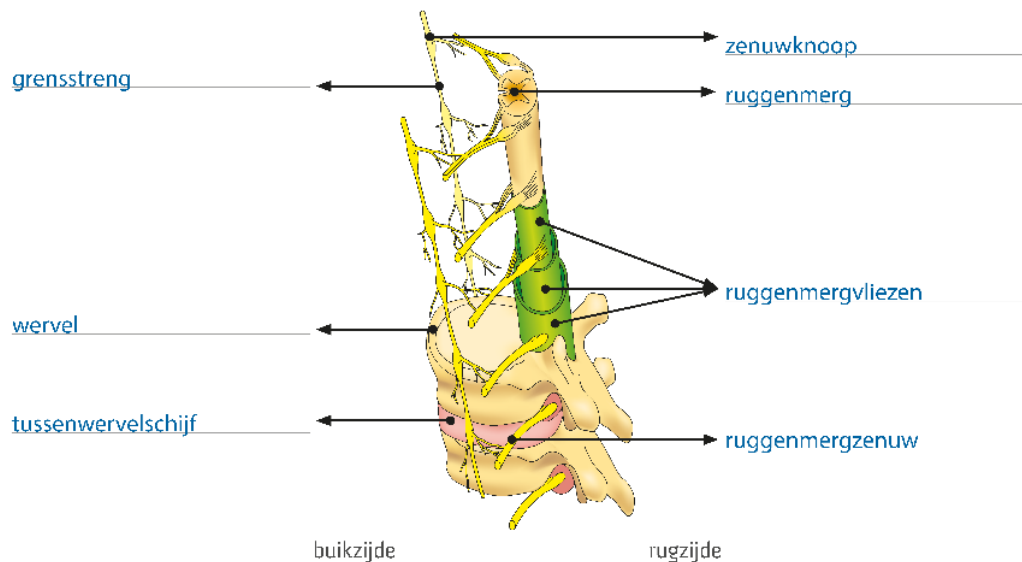 zenuwknoop
grensstreng
ruggenmerg
ruggenmergvliezen
wervel
tussenwervelschijf
ruggenmergzenuw
buikzijde
rugzijde